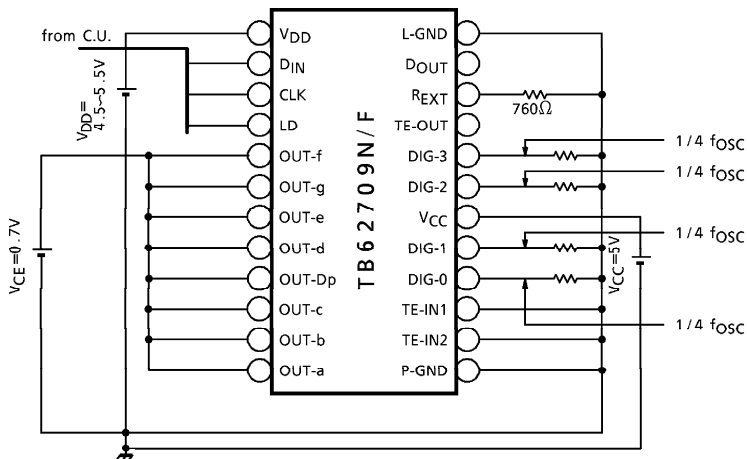 from C.U.
VDD=
4.5~5.5V
VCE=0.7V
VDD
DIN
CLK
LD
OUT-f
OUT-g
OUT-e
OUT-d
OUT-Dp
OUT-c
OUT-b
OUT-a
TB62709N/F
L-GND
DOUT
REXT
TE-OUT
DIG-3
DIG-2
VCC
DIG-1
DIG-0
TE-IN1
TE-IN2
P-GND
760Ω
1/4 fOSC
1/4 fOSC
1/4 fOSC
VCC=5V
1/4 fOSC